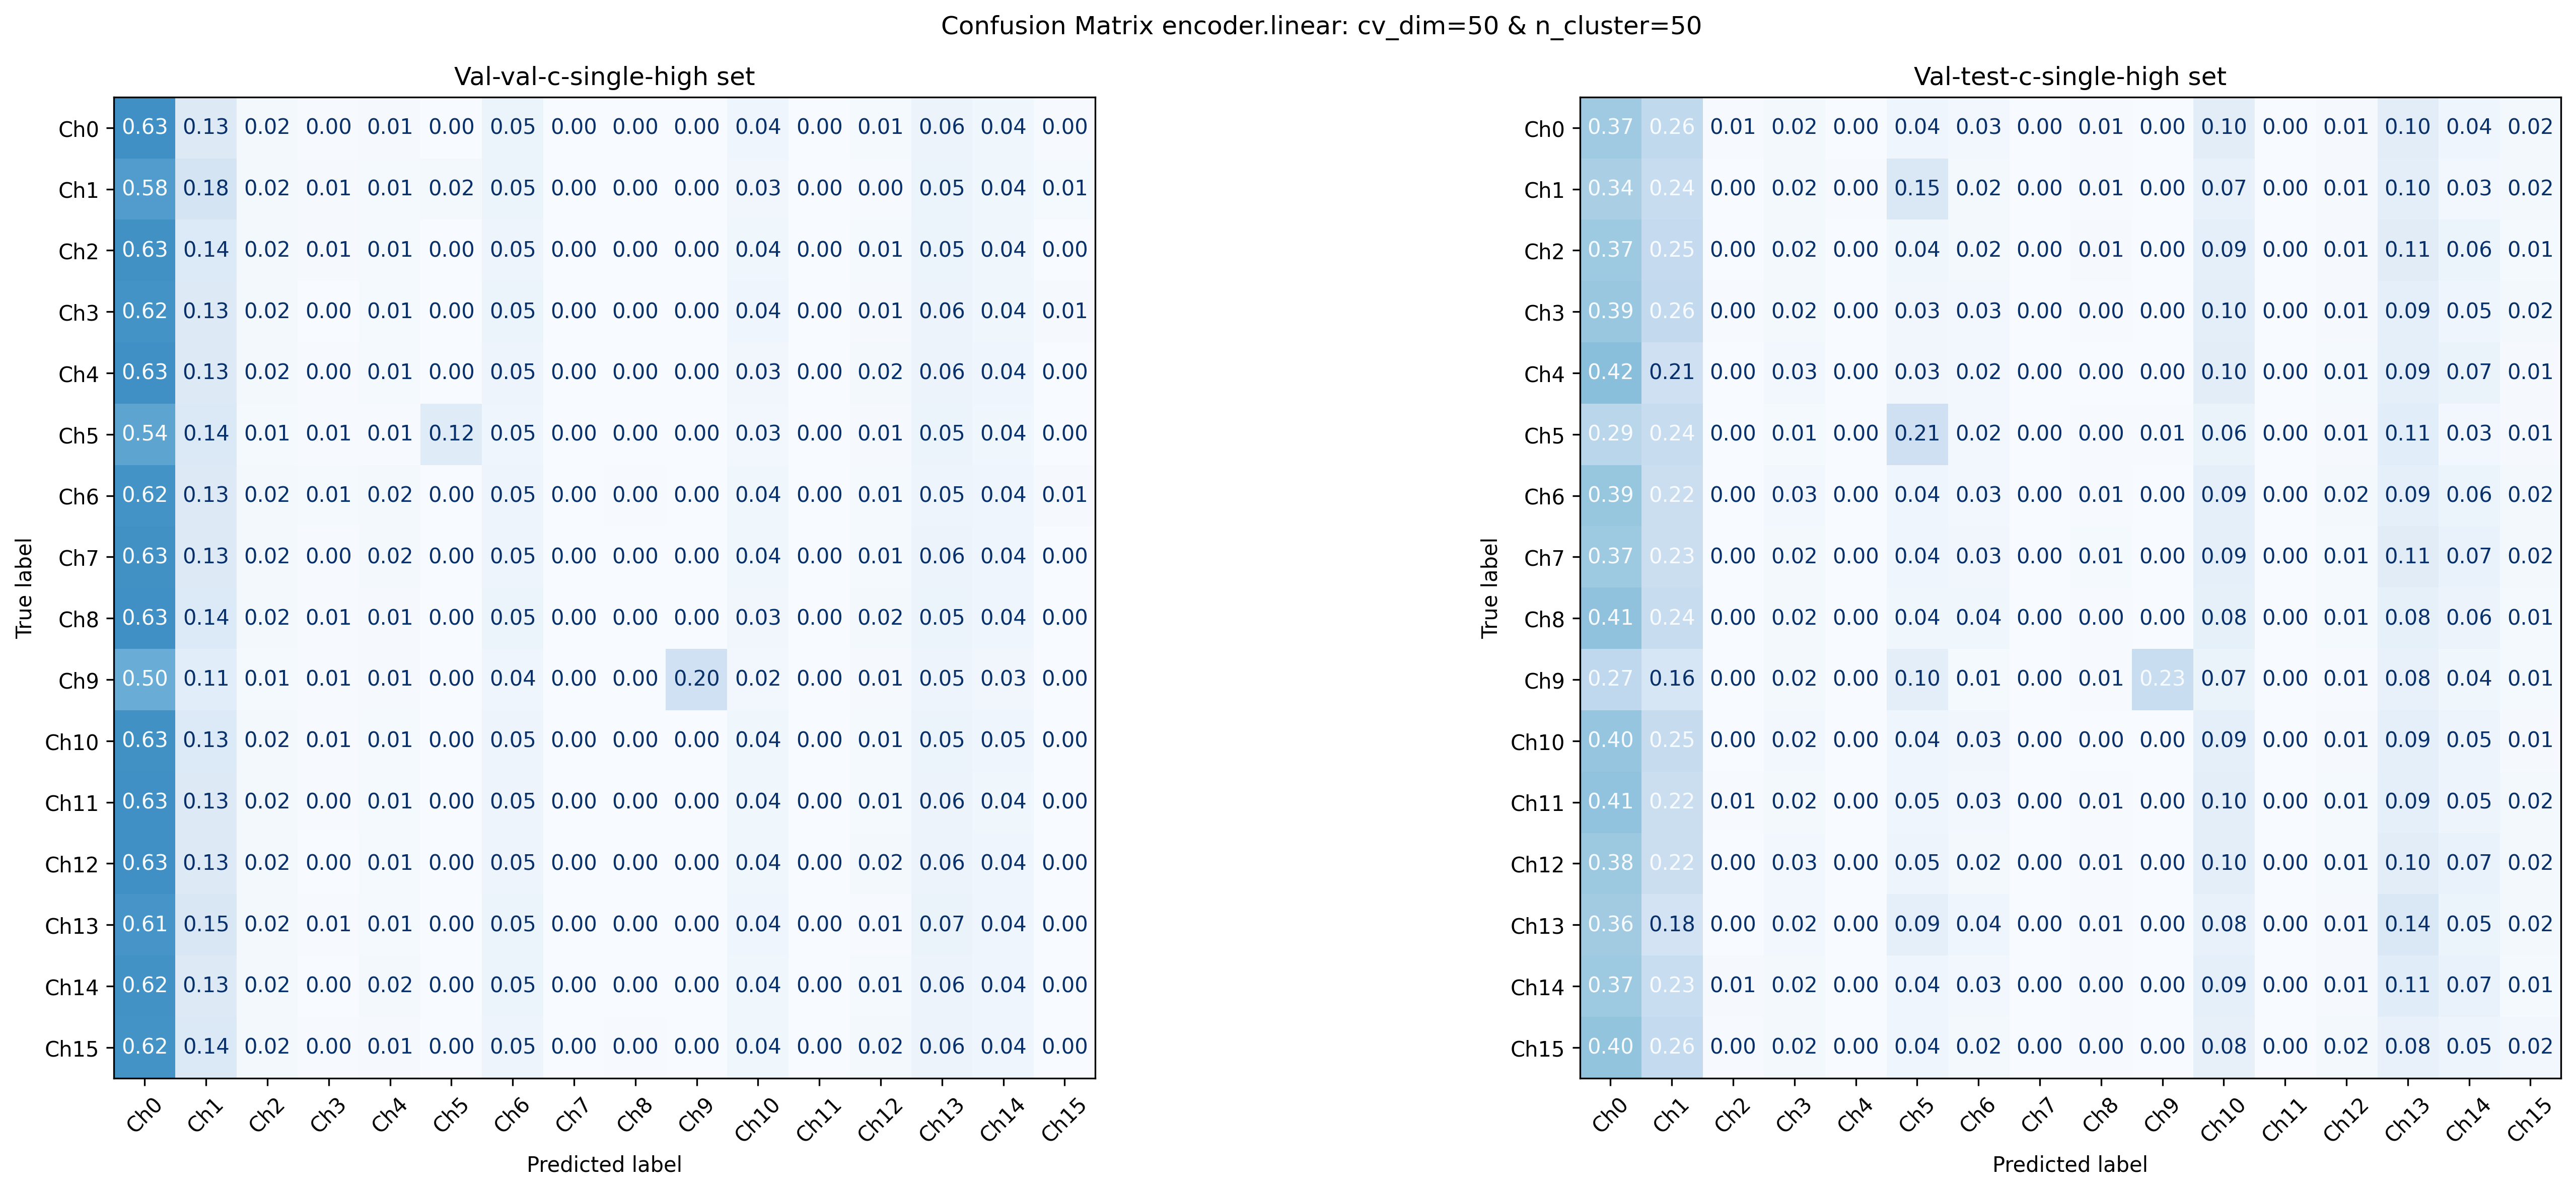 Confusion Matrix encoder.linear: cv_dim=50 & n_cluster=50
Val-val-c-single-high set
True label
Ch0 0.63 0.13 0.02 0.00 0.01 0.00 0.05 0.00 0.00 0.00 0.04 0.00 0.01 0.06 0.04 0.00
Ch1 0.58 0.18 0.02 0.01 0.01 0.02 0.05 0.00 0.00 0.00 0.03 0.00 0.00 0.05 0.04 0.01
Ch2 0.63 0.14 0.02 0.01 0.01 0.00 0.05 0.00 0.00 0.00 0.04 0.00 0.01 0.05 0.04 0.00
Ch3 0.62 0.13 0.02 0.00 0.01 0.00 0.05 0.00 0.00 0.00 0.04 0.00 0.01 0.06 0.04 0.01
Ch4 0.63 0.13 0.02 0.00 0.01 0.00 0.05 0.00 0.00 0.00 0.03 0.00 0.02 0.06 0.04 0.00
Ch5 0.54 0.14 0.01 0.01 0.01 0.12 0.05 0.00 0.00 0.00 0.03 0.00 0.01 0.05 0.04 0.00
Ch6 0.62 0.13 0.02 0.01 0.02 0.00 0.05 0.00 0.00 0.00 0.04 0.00 0.01 0.05 0.04 0.01
Ch7 0.63 0.13 0.02 0.00 0.02 0.00 0.05 0.00 0.00 0.00 0.04 0.00 0.01 0.06 0.04 0.00
Ch8 0.63 0.14 0.02 0.01 0.01 0.00 0.05 0.00 0.00 0.00 0.03 0.00 0.02 0.05 0.04 0.00
Ch9 0.50 0.11 0.01 0.01 0.01 0.00 0.04 0.00 0.00 0.20 0.02 0.00 0.01 0.05 0.03 0.00
Ch10 0.63 0.13 0.02 0.01 0.01 0.00 0.05 0.00 0.00 0.00 0.04 0.00 0.01 0.05 0.05 0.00
Ch11 0.63 0.13 0.02 0.00 0.01 0.00 0.05 0.00 0.00 0.00 0.04 0.00 0.01 0.06 0.04 0.00
Ch12 0.63 0.13 0.02 0.00 0.01 0.00 0.05 0.00 0.00 0.00 0.04 0.00 0.02 0.06 0.04 0.00
Ch13 0.61 0.15 0.02 0.01 0.01 0.00 0.05 0.00 0.00 0.00 0.04 0.00 0.01 0.07 0.04 0.00
Ch14 0.62 0.13 0.02 0.00 0.02 0.00 0.05 0.00 0.00 0.00 0.04 0.00 0.01 0.06 0.04 0.00
Ch15 0.62 0.14 0.02 0.00 0.01 0.00 0.05 0.00 0.00 0.00 0.04 0.00 0.02 0.06 0.04 0.00
Ch0 Ch1 Ch2 Ch3 Ch4 Ch5 Ch6 Ch7 Ch8 Ch9 Ch10 Ch11 Ch12 Ch13 Ch14 Ch15
Predicted label
Val-test-c-single-high set
True label
Ch0 0.37 0.26 0.01 0.02 0.00 0.04 0.03 0.00 0.01 0.00 0.10 0.00 0.01 0.10 0.04 0.02
Ch1 0.34 0.24 0.00 0.02 0.00 0.15 0.02 0.00 0.01 0.00 0.07 0.00 0.01 0.10 0.03 0.02
Ch2 0.37 0.25 0.00 0.02 0.00 0.04 0.02 0.00 0.01 0.00 0.09 0.00 0.01 0.11 0.06 0.01
Ch3 0.39 0.26 0.00 0.02 0.00 0.03 0.03 0.00 0.01 0.00 0.10 0.00 0.01 0.09 0.05 0.02
Ch4 0.42 0.21 0.00 0.03 0.00 0.03 0.02 0.00 0.00 0.00 0.10 0.00 0.01 0.09 0.07 0.01
Ch5 0.29 0.24 0.00 0.01 0.00 0.21 0.02 0.00 0.00 0.01 0.06 0.00 0.01 0.11 0.03 0.01
Ch6 0.39 0.22 0.00 0.03 0.00 0.04 0.03 0.00 0.01 0.00 0.09 0.00 0.02 0.09 0.06 0.02
Ch7 0.37 0.23 0.00 0.02 0.00 0.04 0.03 0.00 0.01 0.00 0.09 0.00 0.01 0.11 0.07 0.02
Ch8 0.41 0.24 0.00 0.02 0.00 0.04 0.04 0.00 0.01 0.00 0.08 0.00 0.01 0.08 0.06 0.01
Ch9 0.27 0.16 0.00 0.02 0.00 0.10 0.01 0.00 0.01 0.23 0.07 0.00 0.01 0.08 0.04 0.01
Ch10 0.40 0.25 0.00 0.02 0.00 0.04 0.03 0.00 0.00 0.00 0.09 0.00 0.01 0.09 0.05 0.01
Ch11 0.41 0.22 0.01 0.02 0.00 0.05 0.03 0.00 0.01 0.00 0.10 0.00 0.01 0.09 0.05 0.02
Ch12 0.38 0.22 0.00 0.03 0.00 0.05 0.02 0.00 0.01 0.00 0.10 0.00 0.01 0.10 0.07 0.02
Ch13 0.36 0.18 0.00 0.02 0.00 0.09 0.04 0.00 0.01 0.00 0.08 0.00 0.01 0.14 0.05 0.02
Ch14 0.37 0.23 0.01 0.02 0.00 0.04 0.03 0.00 0.00 0.00 0.09 0.00 0.01 0.11 0.07 0.01
Ch15 0.40 0.26 0.00 0.02 0.00 0.04 0.02 0.00 0.00 0.00 0.08 0.00 0.02 0.08 0.05 0.02
Ch0 Ch1 Ch2 Ch3 Ch4 Ch5 Ch6 Ch7 Ch8 Ch9 Ch10 Ch11 Ch12 Ch13 Ch14 Ch15
Predicted label